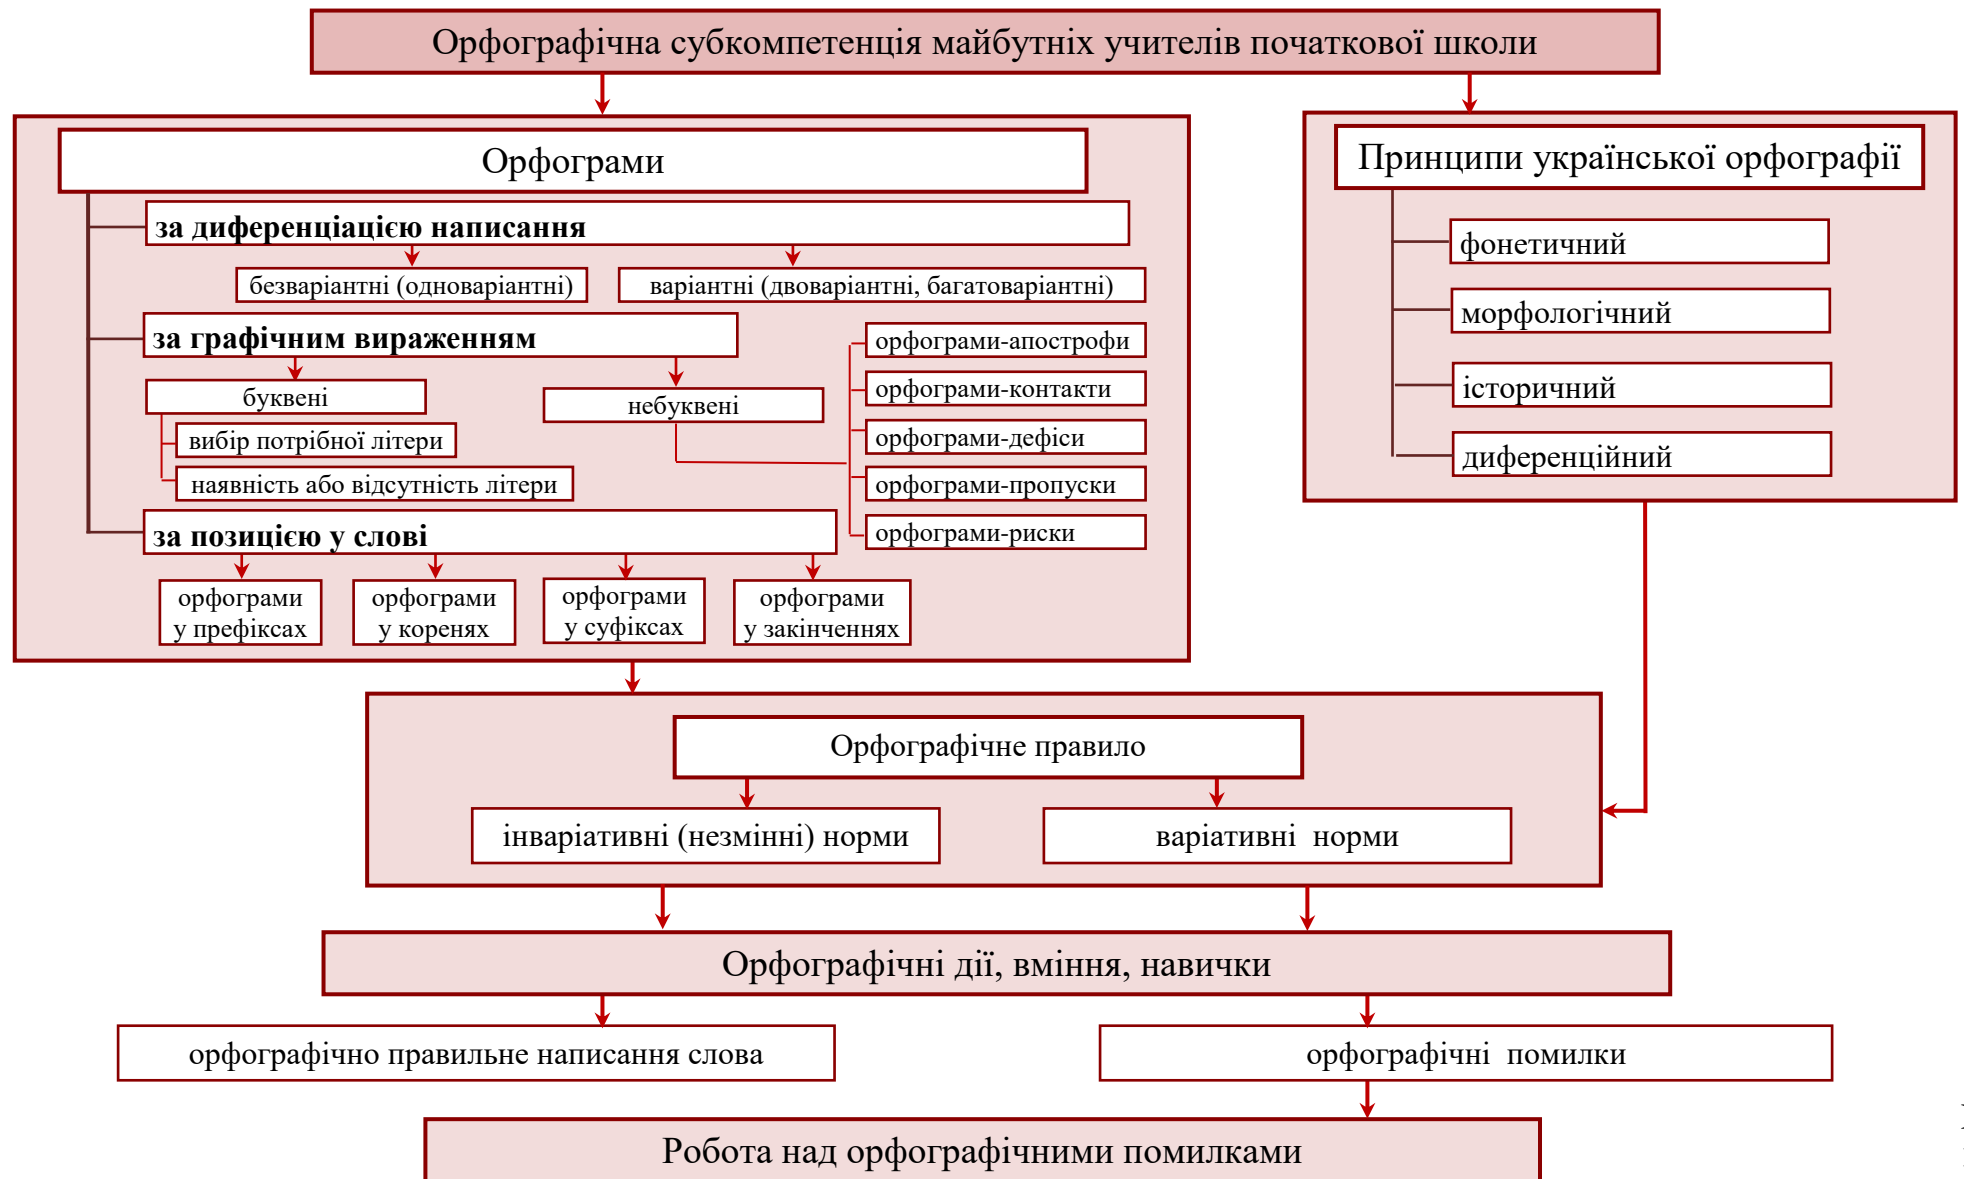 Орфографічна субкомпетенція майбутніх учителів початкової школи
Орфограми
за диференціацією написання
безваріантні (одноваріантні)
варіантні (двоваріантні, багатоваріантні)
за графічним вираженням
буквені
вибір потрібної літери
наявність або відсутність літери
небуквені
орфограми-апострофи
орфограми-контакти
орфограми-дефіси
орфограми-пропуски
орфограми-риски
за позицією у слові
орфограми
у префіксах
орфограми
у коренях
орфограми
у суфіксах
орфограми
у закінченнях
Принципи української орфографії
фонетичний
морфологічний
історичний
диференційний
Орфографічне правило
інваріативні (незмінні) норми
варіативні норми
Орфографічні дії, вміння, навички
орфографічно правильне написання слова
орфографічні помилки
Робота над орфографічними помилками